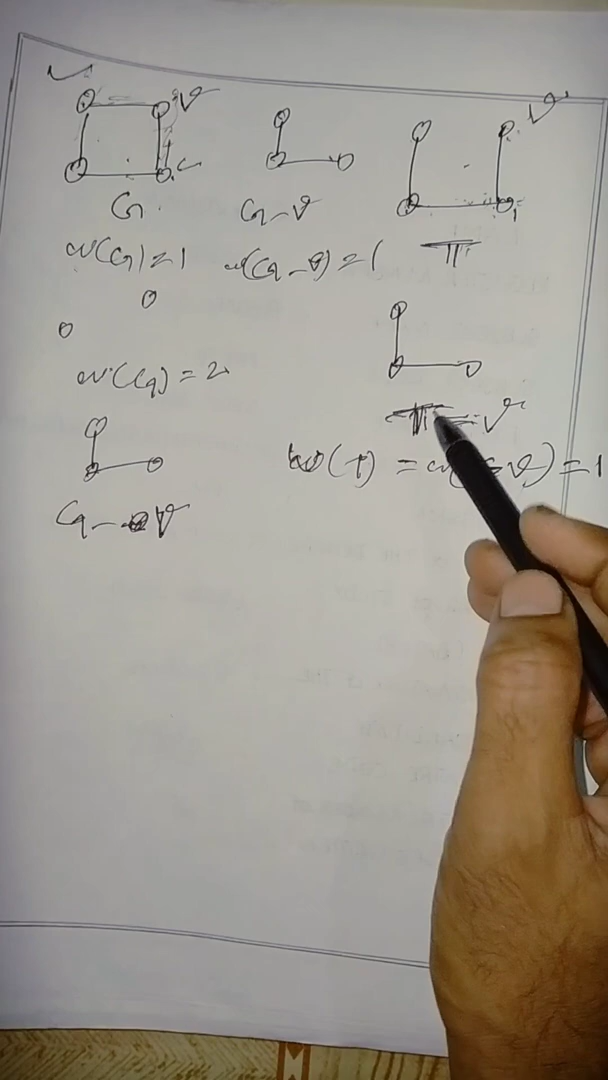 v
v
G
G-v
T
w(G)=1
w(G-v)=1
w(G)=2
T-v
G-v
w(T) = w( v)=1